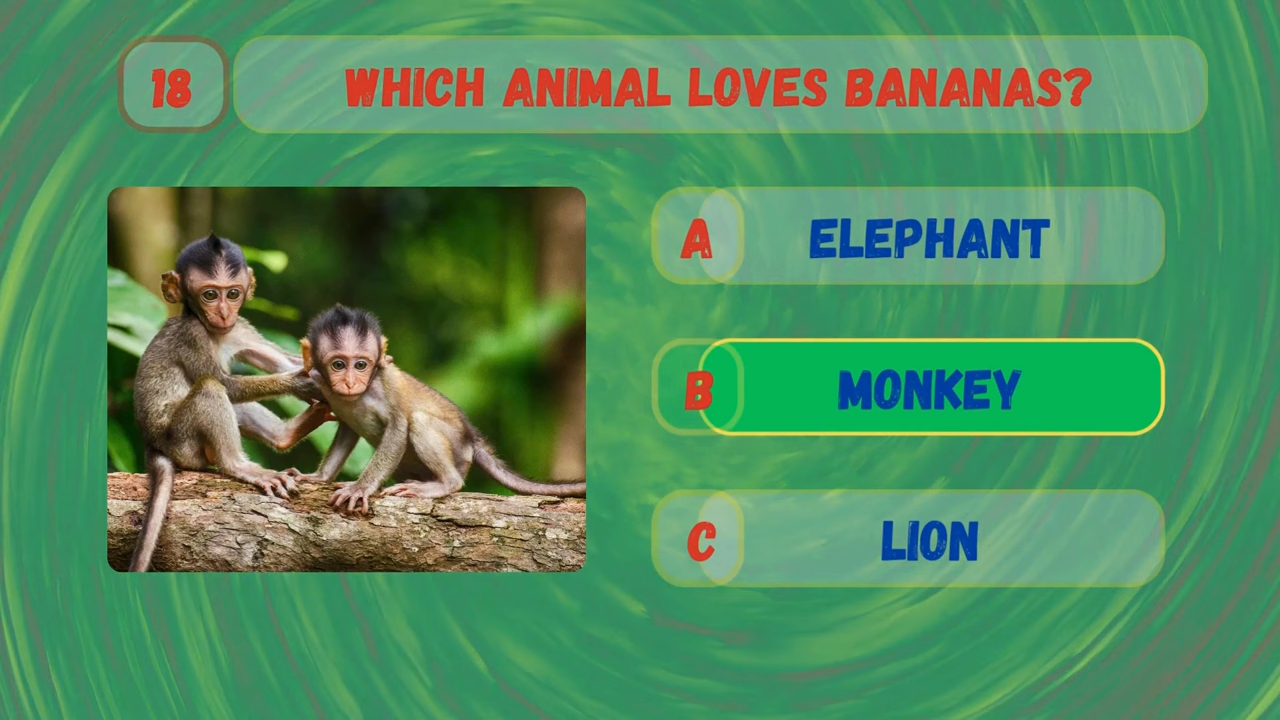 18
WHICH ANIMAL LOVES BANANAS?
A ELEPHANT
B MONKEY
C LION